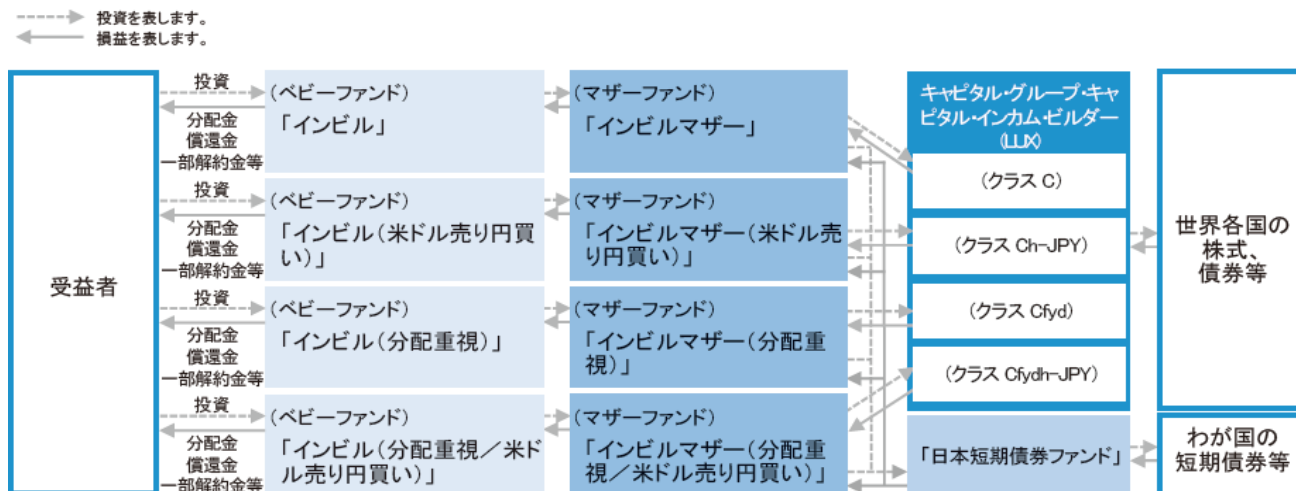 投資を表します。
損益を表します。
受益者
投資
分配金
償還金
一部解約金等
(ベビーファンド)
「インビル」
(マザーファンド)
「インビルマザー」
投資
分配金
償還金
一部解約金等
(ベビーファンド)
「インビル(米ドル売り円買
い)」
(マザーファンド)
「インビルマザー(米ドル売
り円買い)」
投資
分配金
償還金
一部解約金等
(ベビーファンド)
「インビル(分配重視)」
(マザーファンド)
「インビルマザー(分配重
視)」
投資
分配金
償還金
一部解約金等
(ベビーファンド)
「インビル(分配重視/米ド
ル売り円買い)」
(マザーファンド)
「インビルマザー(分配重
視/米ドル売り円買い)」
キャピタル・グループ・キャ
ピタル・インカム・ビルダー
(LUX)
(クラス C)
(クラス Ch-JPY)
(クラス Cfyd)
(クラス Cfydh-JPY)
「日本短期債券ファンド」
世界各国の
株式、
債券等
わが国の
短期債券等